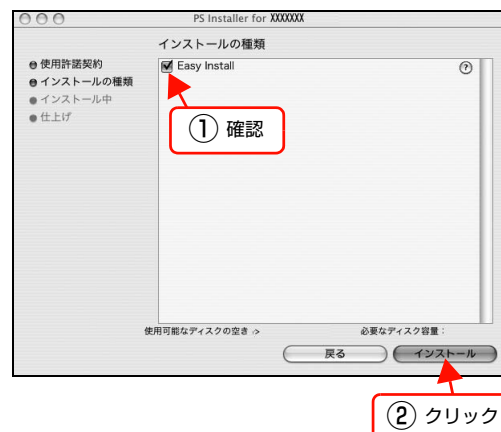 PS Installer for XXXXXXX
インストールの種類
使用許諾契約
インストールの種類
インストール中
仕上げ
Easy Install
?
① 確認
使用可能なディスクの空き :>
必要なディスク容量 :
戻る
インストール
② クリック